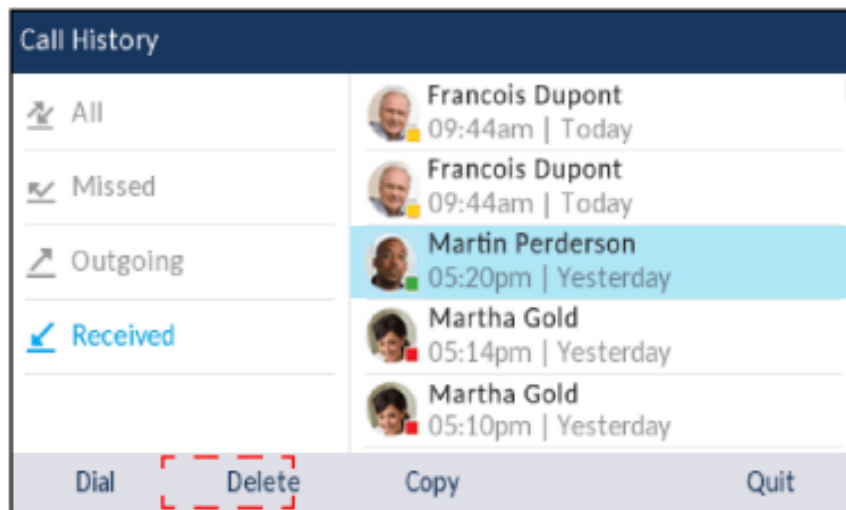 Call History
All
Missed
Outgoing
Received
Francois Dupont
09:44am | Today
Francois Dupont
09:44am | Today
Martin Perderson
05:20pm | Yesterday
Martha Gold
05:14pm | Yesterday
Martha Gold
05:10pm | Yesterday
Dial Delete Copy Quit